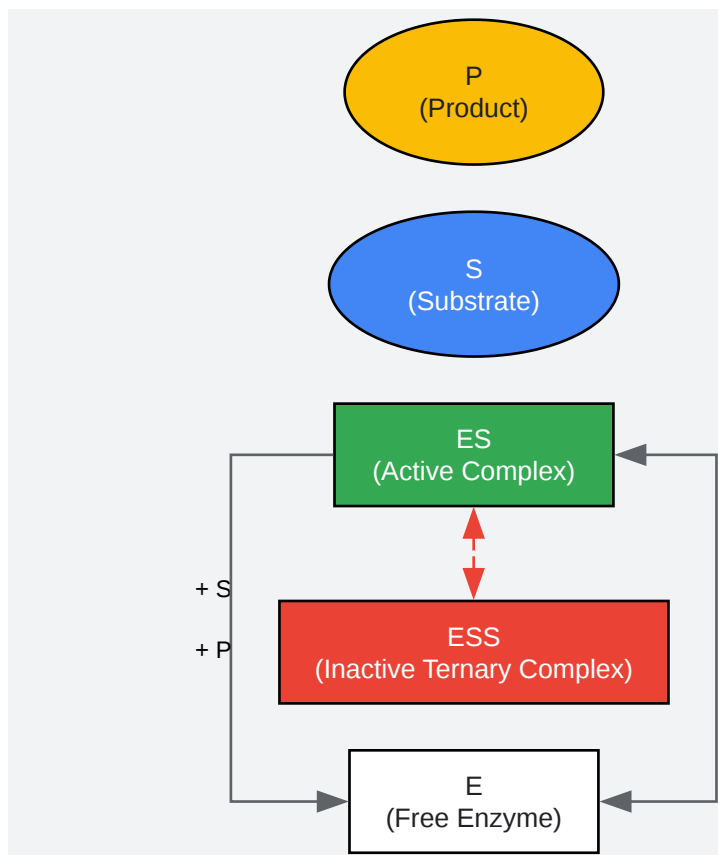 P
(Product)
S
(Substrate)
ES
(Active Complex)
+ S
ESS
+ P
(Inactive Ternary Complex)
E
(Free Enzyme)